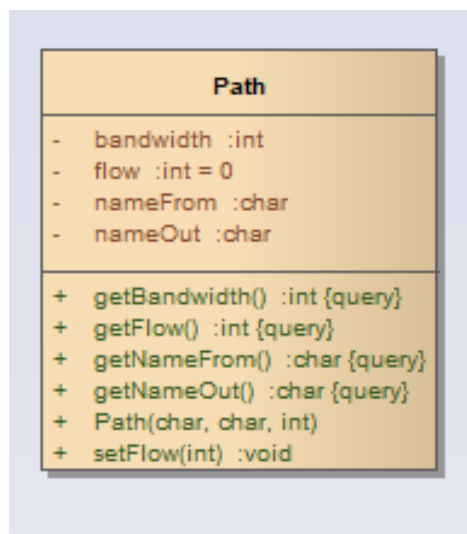 Path
- bandwidth :int
- flow :int = 0
- nameFrom :char
- nameOut :char
+ getBandwidth() :int {query}
+ getFlow() :int {query}
+ getNameFrom() :char {query}
+ getNameOut() :char {query}
+ Path(char, char, int)
+ setFlow(int) :void